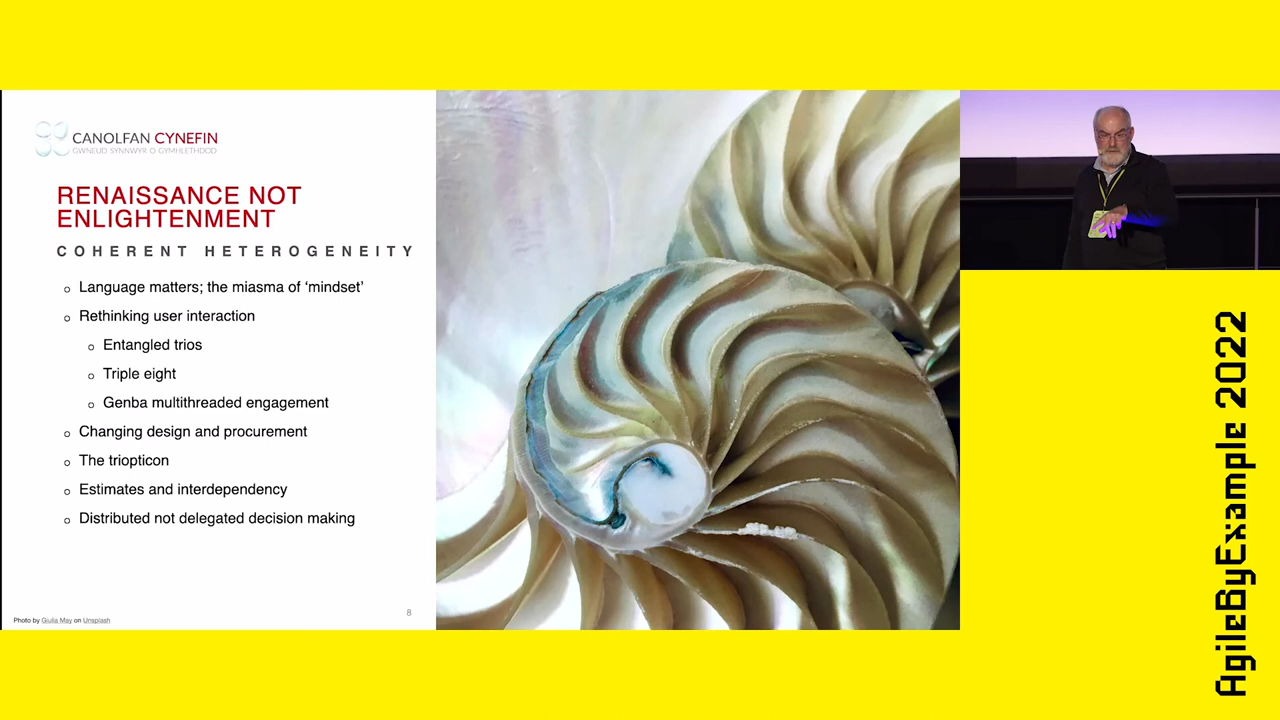 CANOLFAN CYNEFIN
GWNEUD SYNNWYR O GYMHLETHDOD
RENAISSANCE NOT
ENLIGHTENMENT
COHERENT HETEROGENEITY
Language matters; the miasma of ‘mindset’
Rethinking user interaction
Entangled trios
Triple eight
Genba multithreaded engagement
Changing design and procurement
The triopticon
Estimates and interdependency
Distributed not delegated decision making
8
Photo by Giulia May on Unsplash
AgileByExample 2022